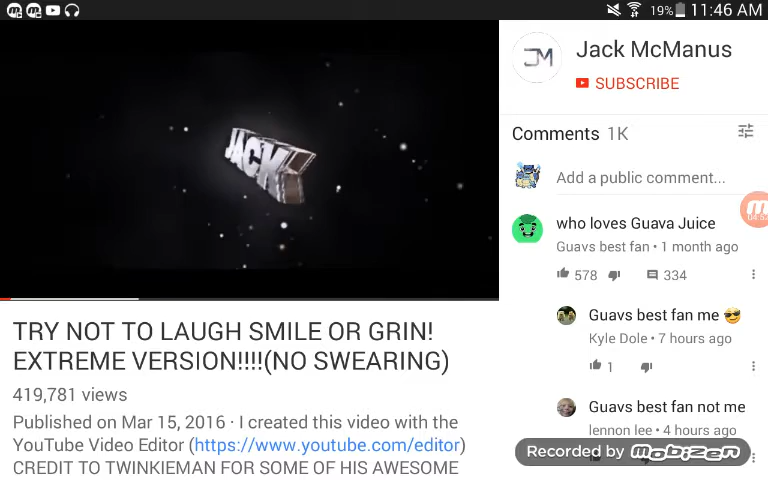 19% 11:46 AM
JACK
JM
Jack McManus
SUBSCRIBE
Comments 1K
Add a public comment...
who loves Guava Juice
Guavs best fan • 1 month ago
578 334
Guavs best fan me 😎
Kyle Dole • 7 hours ago
1
Guavs best fan not me
lennon lee • 4 hours ago
TRY NOT TO LAUGH SMILE OR GRIN!
EXTREME VERSION!!!!(NO SWEARING)
419,781 views
Published on Mar 15, 2016 · I created this video with the
YouTube Video Editor (https://www.youtube.com/editor)
CREDIT TO TWINKIEMAN FOR SOME OF HIS AWESOME
Recorded by Mobizen